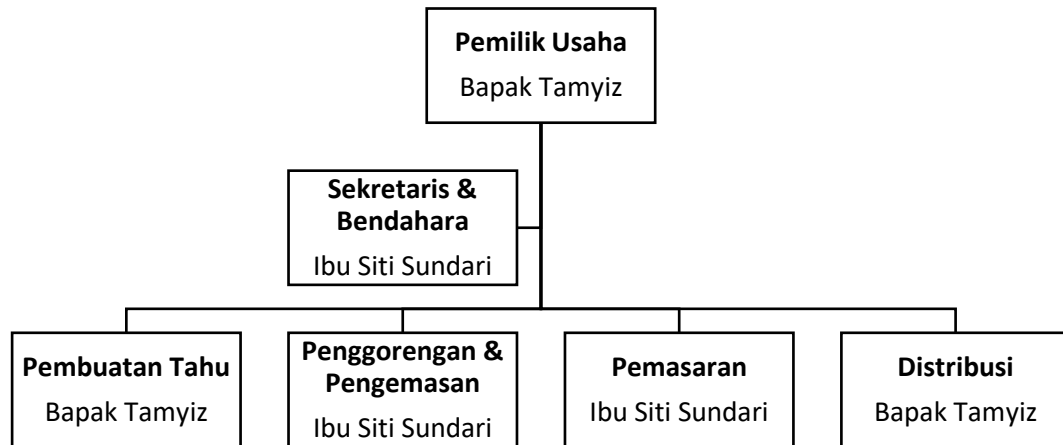 Pemilik Usaha
Bapak Tamyiz
Sekretaris &
Bendahara
Ibu Siti Sundari
Pembuatan Tahu
Bapak Tamyiz
Penggorengan &
Pengemasan
Ibu Siti Sundari
Pemasaran
Ibu Siti Sundari
Distribusi
Bapak Tamyiz